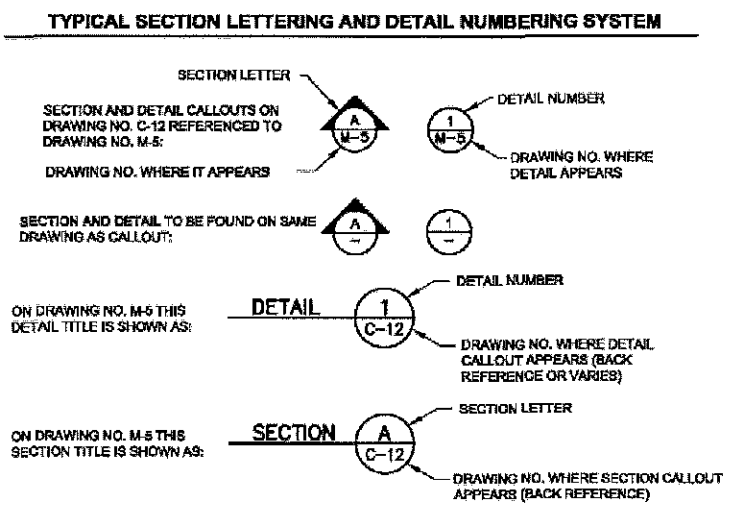 TYPICAL SECTION LETTERING AND DETAIL NUMBERING SYSTEM
SECTION LETTER
DETAIL NUMBER
SECTION AND DETAIL CALLOUTS ON
DRAWING NO. C-12 REFERENCED TO
DRAWING NO. M-5:
A
M-5
1
M-5
DRAWING NO. WHERE IT APPEARS
DRAWING NO. WHERE
DETAIL APPEARS
SECTION AND DETAIL TO BE FOUND ON SAME
DRAWING AS CALLOUT:
A
-
1
-
DETAIL NUMBER
ON DRAWING NO. M-5 THIS
DETAIL TITLE IS SHOWN AS:
DETAIL
1
C-12
DRAWING NO. WHERE DETAIL
CALLOUT APPEARS (BACK
REFERENCE OR VARIES)
SECTION LETTER
ON DRAWING NO. M-5 THIS
SECTION TITLE IS SHOWN AS:
SECTION
A
C-12
DRAWING NO. WHERE SECTION CALLOUT
APPEARS (BACK REFERENCE)